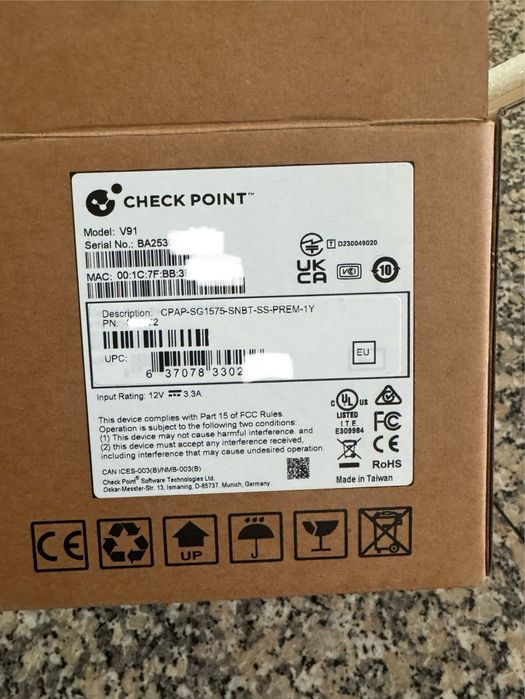 CHECK POINT™
Model: V91
Serial No.: BA253
MAC: 00:1C:7F:BB:3
D230049020
UK
CA
VCI
10
Description: CPAP-SG1575-SNBT-SS-PREM-1Y
PN: 72
UPC:
6 37078 3302
EU
Input Rating: 12V 3.3A
This device complies with Part 15 of FCC Rules
Operation is subject to the following two conditions:
(1) This device may not cause harmful interference, and
(2) this device must accept any interference received,
including interference that may cause undesired operation.
CAN ICES-003(B)/NMB-003(B)
Check Point® Software Technologies Ltd.
Oskar-Messter-Str. 13, Ismaning, D-85737, Munich, Germany
C UL US
LISTED
I.T.E.
E309984
FC
CE
RoHS
Made in Taiwan
CE
UP